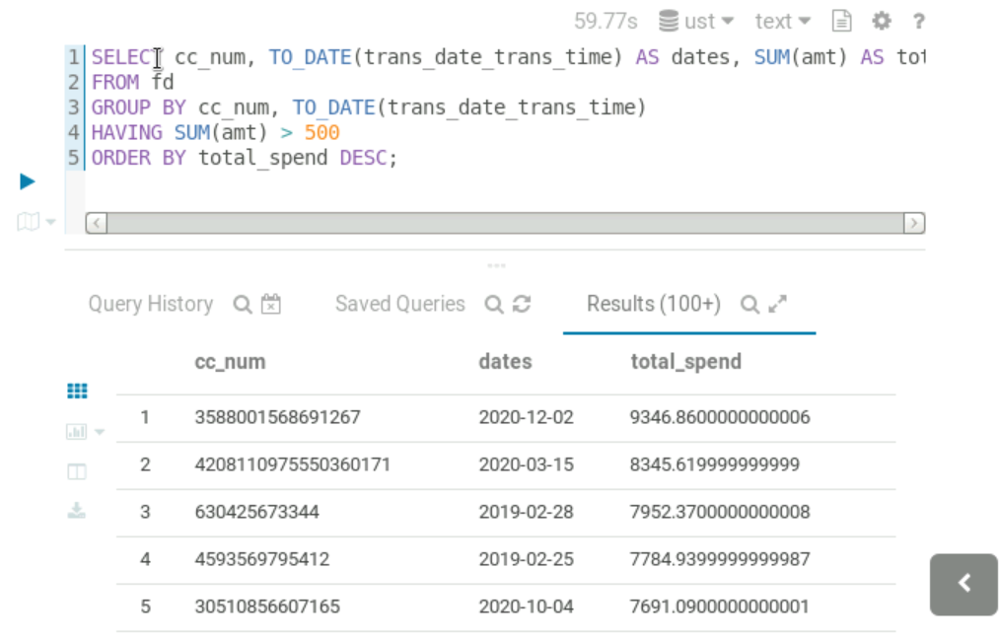 59.77s ust text ?
1 SELECT cc_num, TO_DATE(trans_date_trans_time) AS dates, SUM(amt) AS tot
2 FROM fd
3 GROUP BY cc_num, TO_DATE(trans_date_trans_time)
4 HAVING SUM(amt) > 500
5 ORDER BY total_spend DESC;
Query History Saved Queries Results (100+)
cc_num dates total_spend
1 3588001568691267 2020-12-02 9346.8600000000006
2 4208110975550360171 2020-03-15 8345.619999999999
3 630425673344 2019-02-28 7952.3700000000008
4 4593569795412 2019-02-25 7784.9399999999987
5 30510856607165 2020-10-04 7691.0900000000001